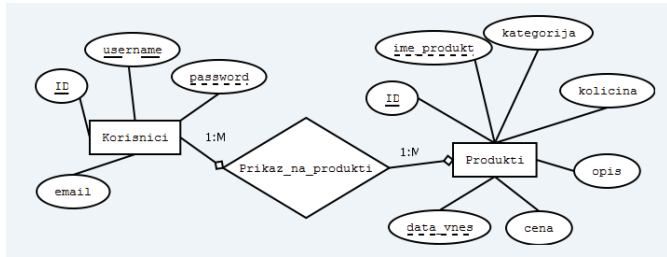 username
ID
password
Korisnici
email
1:M
Prikaz_na_produkti
1:M
ime_produkt
kategorija
ID
kolicina
Produkti
opis
data_vnes
cena